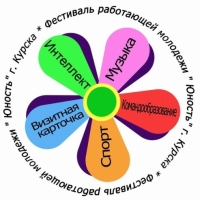 Фестиваль работающей молодежи "Юность" г. Курска * Фестиваль работающей молодежи "Юность" г. Курска *
Интеллект
Музыка
Командообразование
Спорт
Визитная
карточка